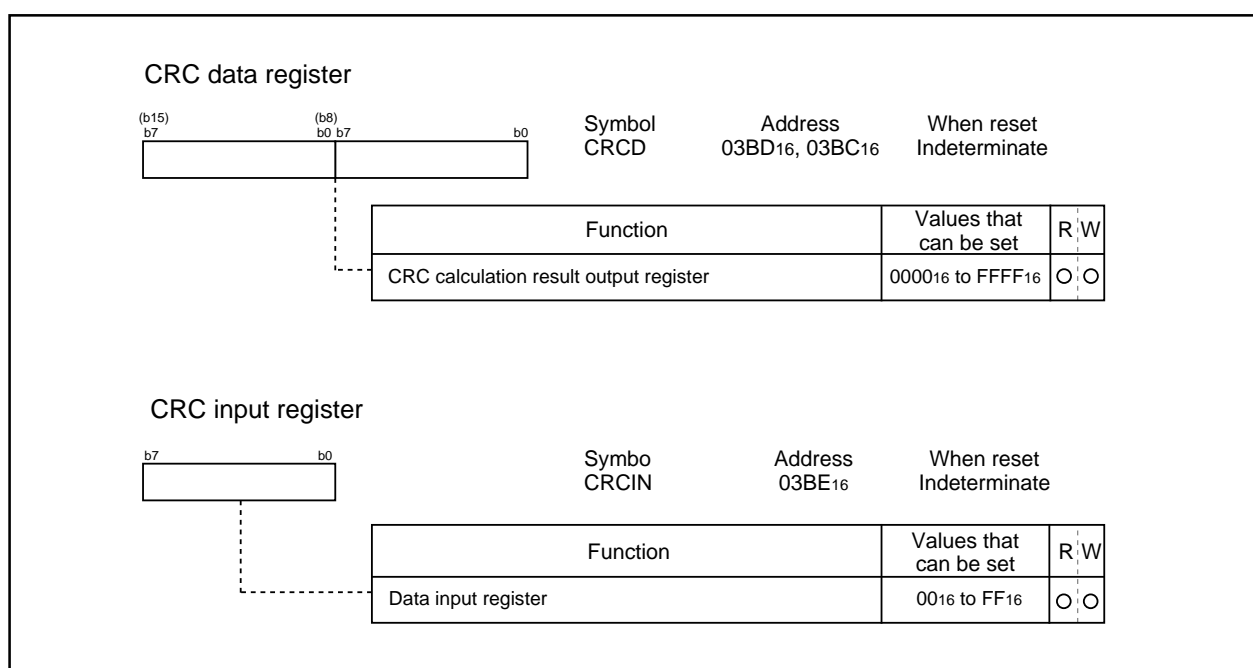 CRC data register
(b15) (b8)
b7 b0 b7 b0
Symbol Address When reset
CRCD 03BD16, 03BC16 Indeterminate
Function Values that can be set R W
CRC calculation result output register 000016 to FFFF16
CRC input register
b7 b0
Symbo Address When reset
CRCIN 03BE16 Indeterminate
Function Values that can be set R W
Data input register 0016 to FF16